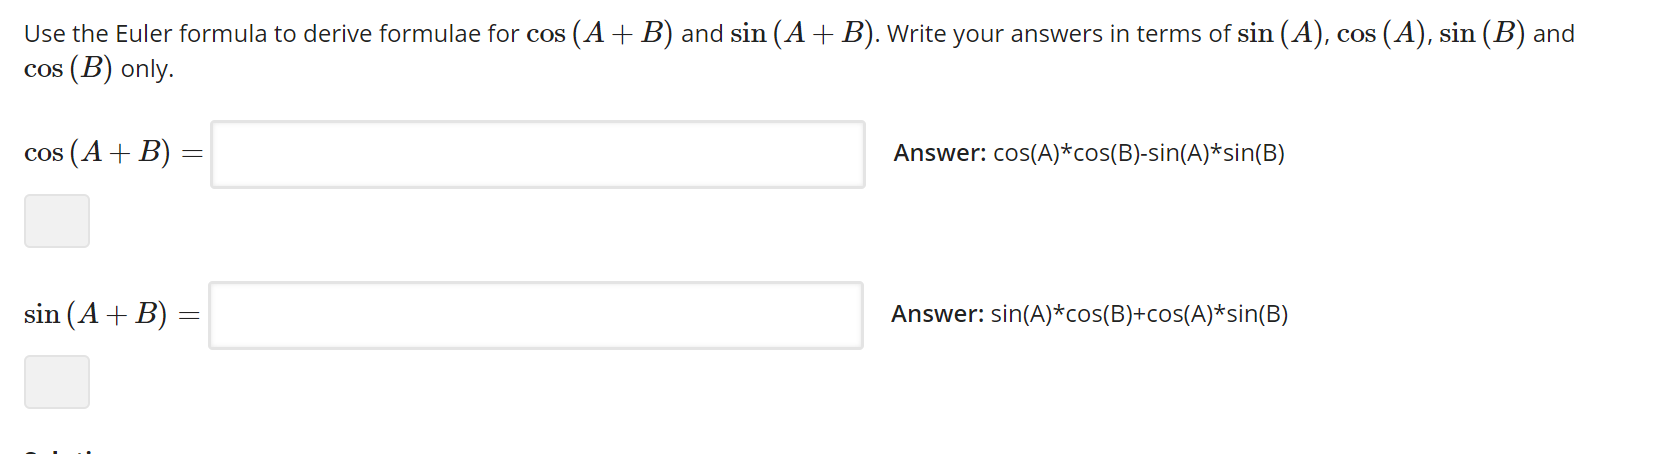 Use the Euler formula to derive formulae for cos (A + B) and sin (A + B). Write your answers in terms of sin (A), cos (A), sin (B) and
cos (B) only.
cos (A + B) =
Answer: cos(A)*cos(B)-sin(A)*sin(B)
sin (A + B) =
Answer: sin(A)*cos(B)+cos(A)*sin(B)